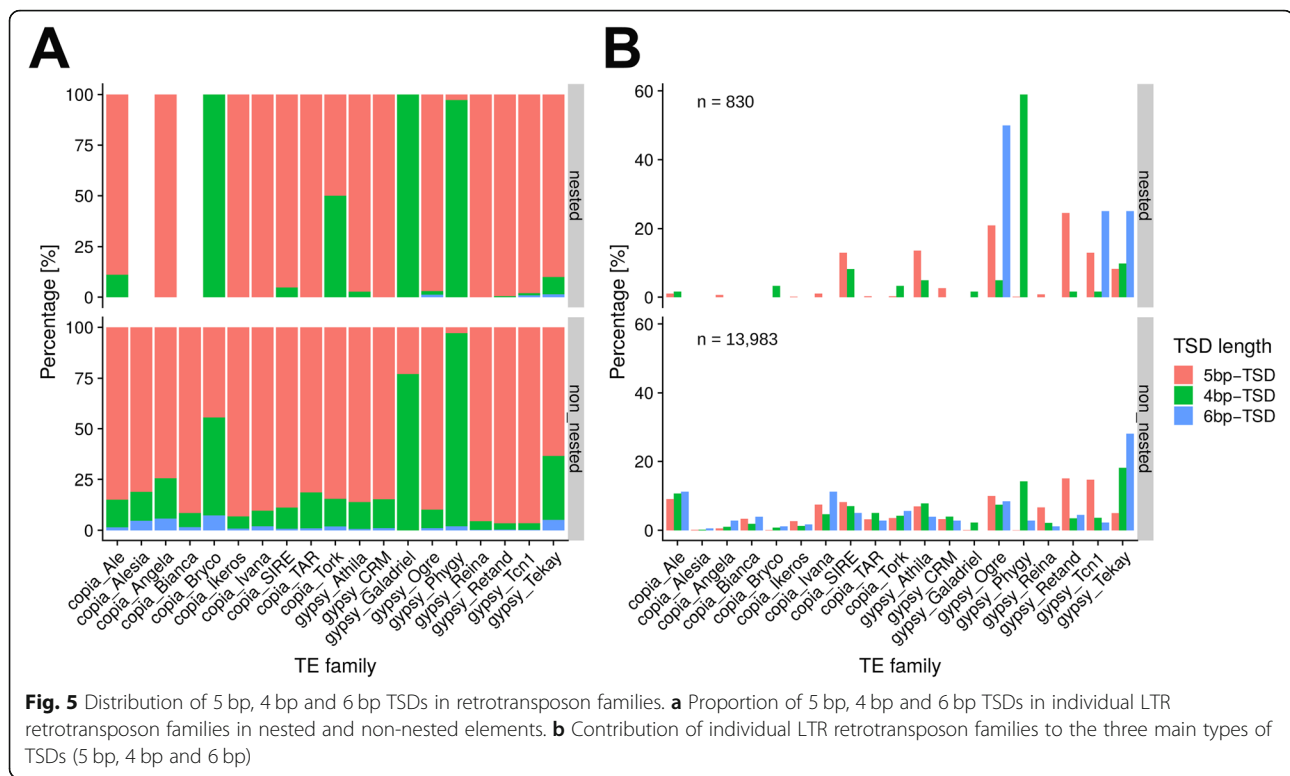 A
B
100
75
50
25
0
Percentage [%]
nested
100
75
50
25
0
non_nested
copia_Ale
copia_Alesia
copia_Angela
copia_Bianca
copia_Bryco
copia_Ikeros
copia_Ivana
copia_SIRE
copia_TAR
copia_Tork
gypsy_Athila
gypsy_CRM
gypsy_Galadriel
gypsy_Ogre
gypsy_Phygy
gypsy_Reina
gypsy_Retand
gypsy_Tcn1
gypsy_Tekay
TE family
60
40
20
0
n = 830
Percentage [%]
nested
60
40
20
0
n = 13,983
non_nested
copia_Ale
copia_Alesia
copia_Angela
copia_Bianca
copia_Bryco
copia_Ikeros
copia_Ivana
copia_SIRE
copia_TAR
copia_Tork
gypsy_Athila
gypsy_CRM
gypsy_Galadriel
gypsy_Ogre
gypsy_Phygy
gypsy_Reina
gypsy_Retand
gypsy_Tcn1
gypsy_Tekay
TE family
TSD length
5bp−TSD
4bp−TSD
6bp−TSD
Fig. 5 Distribution of 5 bp, 4 bp and 6 bp TSDs in retrotransposon families. a Proportion of 5 bp, 4 bp and 6 bp TSDs in individual LTR
retrotransposon families in nested and non-nested elements. b Contribution of individual LTR retrotransposon families to the three main types of
TSDs (5 bp, 4 bp and 6 bp)